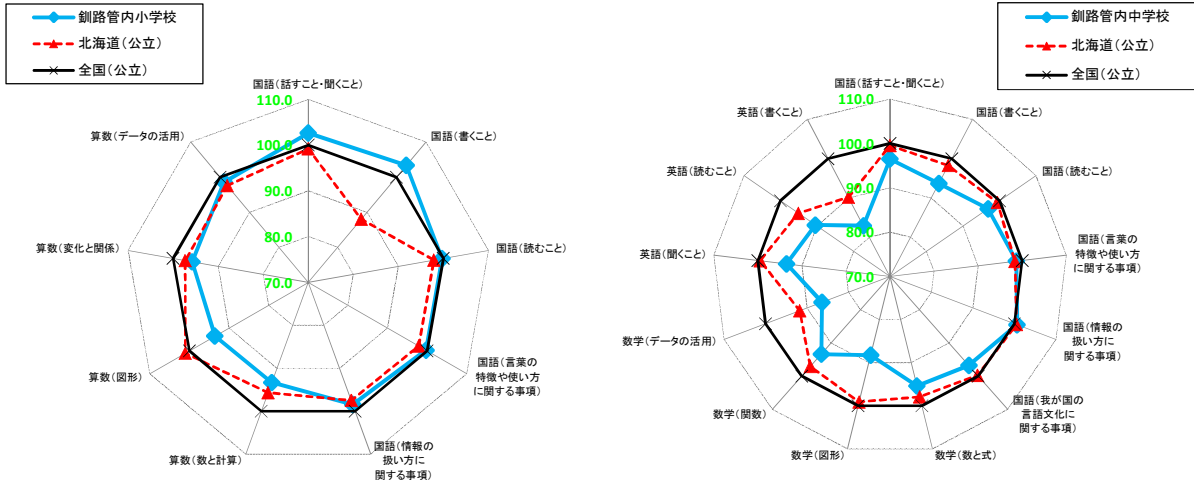 釧路管内小学校
北海道(公立)
全国(公立)
国語(話すこと・聞くこと)
国語(書くこと)
国語(読むこと)
国語(言葉の
特徴や使い方
に関する事項)
国語(情報の
扱い方に
関する事項)
算数(数と計算)
算数(図形)
算数(変化と関係)
算数(データの活用)
110.0
100.0
90.0
80.0
70.0
釧路管内中学校
北海道(公立)
全国(公立)
国語(話すこと・聞くこと)
国語(書くこと)
国語(読むこと)
国語(言葉の
特徴や使い方
に関する事項)
国語(情報の
扱い方に
関する事項)
国語(我が国の
言語文化に
関する事項)
数学(数と式)
数学(図形)
数学(関数)
数学(データの活用)
英語(聞くこと)
英語(読むこと)
英語(書くこと)
110.0
100.0
90.0
80.0
70.0